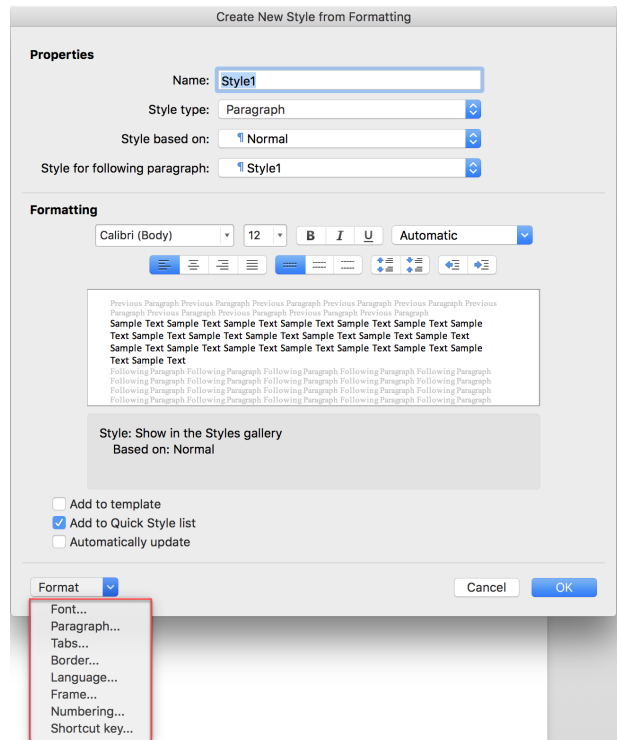 Create New Style from Formatting
Properties
Name: Style1
Style type: Paragraph
Style based on: ¶ Normal
Style for following paragraph: ¶ Style1
Formatting
Calibri (Body) 12 B I U Automatic
Previous Paragraph Previous Paragraph Previous Paragraph Previous Paragraph Previous Paragraph Previous
Paragraph Previous Paragraph Previous Paragraph Previous Paragraph Previous Paragraph
Sample Text Sample Text Sample Text Sample Text Sample Text Sample Text Sample
Text Sample Text Sample Text Sample Text Sample Text Sample Text Sample Text
Sample Text Sample Text Sample Text Sample Text Sample Text Sample Text Sample
Text Sample Text
Following Paragraph Following Paragraph Following Paragraph Following Paragraph Following Paragraph
Following Paragraph Following Paragraph Following Paragraph Following Paragraph Following Paragraph
Following Paragraph Following Paragraph Following Paragraph Following Paragraph Following Paragraph
Following Paragraph Following Paragraph Following Paragraph Following Paragraph Following Paragraph
Style: Show in the Styles gallery
Based on: Normal
Add to template
Add to Quick Style list
Automatically update
Format Cancel OK
Font...
Paragraph...
Tabs...
Border...
Language...
Frame...
Numbering...
Shortcut key...